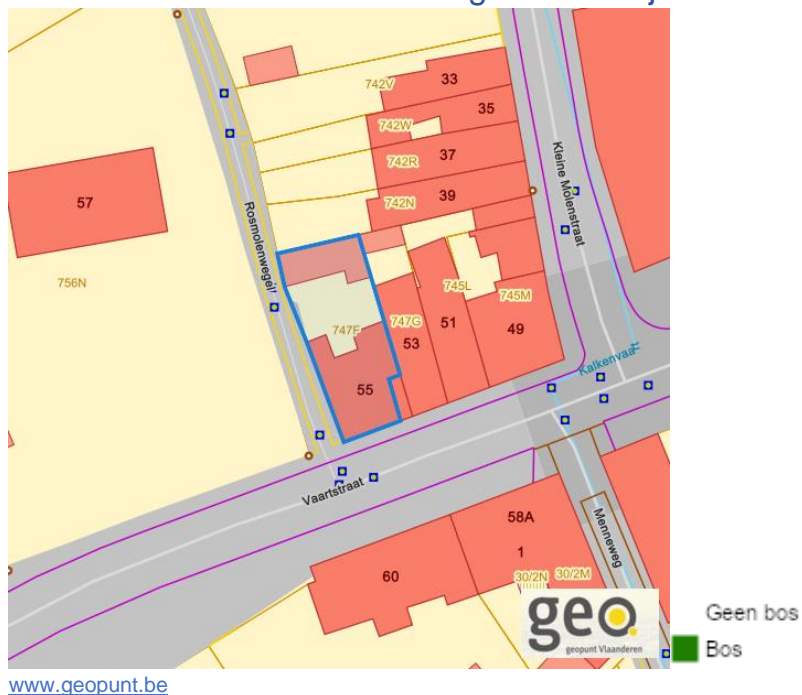 742V
33
35
742W
37
742R
39
742N
57
756N
Rosmolenwegel
Kleine Molenstraat
745L
745M
747F
747G
51
49
53
55
Kalkenvaa
Vaartstraat
58A
1
60
30/2N
30/2M
Menneweg
geo
geopunt Vlaanderen
Geen bos
Bos
www.geopunt.be